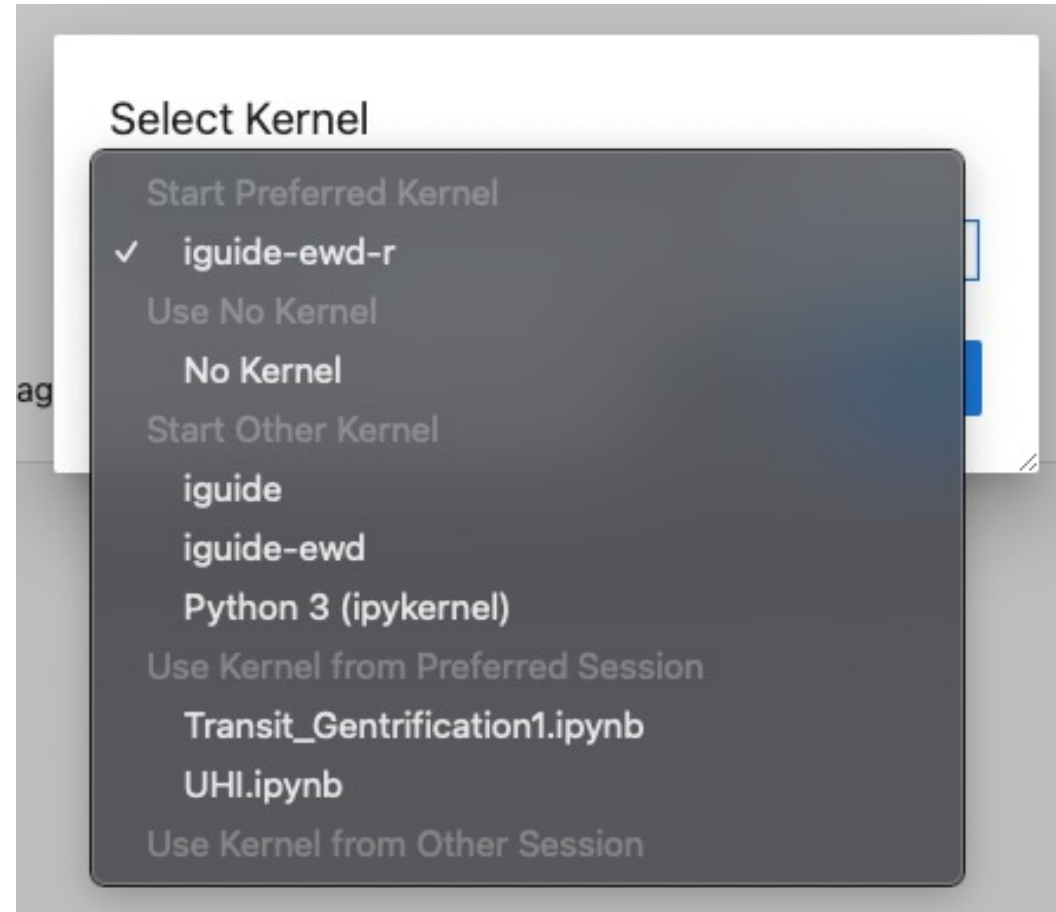 Select Kernel
Start Preferred Kernel
✓ iguide-ewd-r
Use No Kernel
No Kernel
ag
Start Other Kernel
iguide
iguide-ewd
Python 3 (ipykernel)
Use Kernel from Preferred Session
Transit_Gentrification1.ipynb
UHI.ipynb
Use Kernel from Other Session